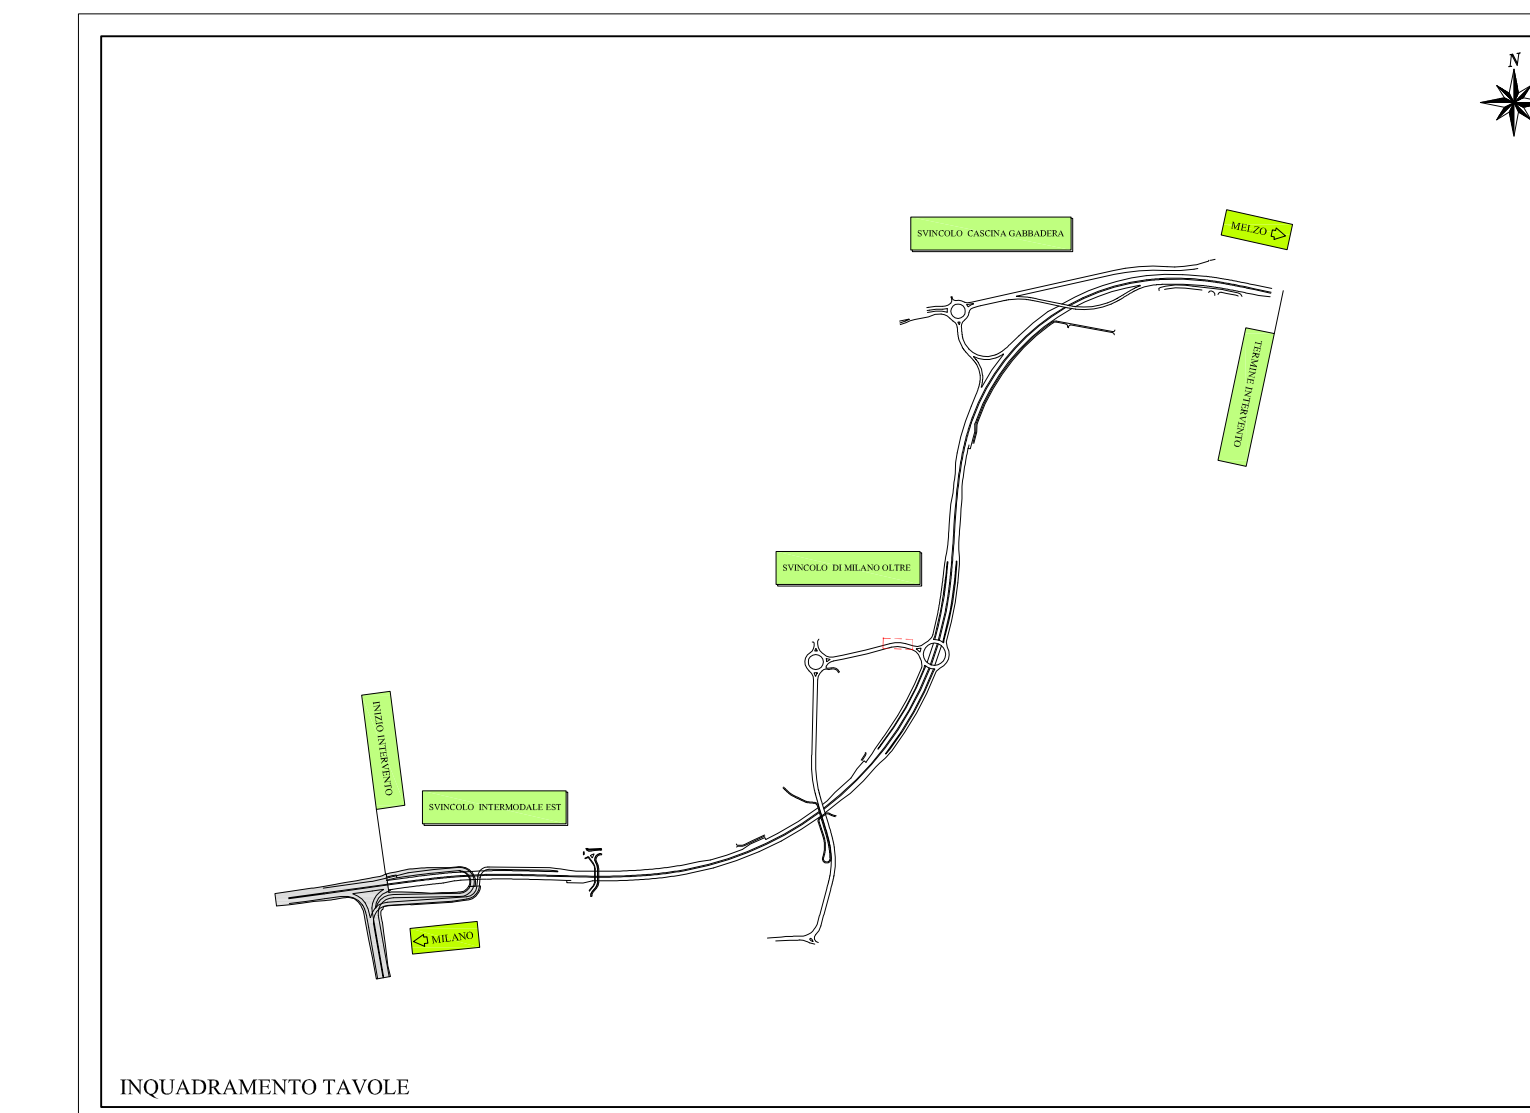 N
MELZO
SVINCOLO CASCINA GABBADERA
TERMINE INTERVENTO
SVINCOLO DI MILANO OLTRE
INIZIO INTERVENTO
SVINCOLO INTERMODALE EST
MILANO
INQUADRAMENTO TAVOLE